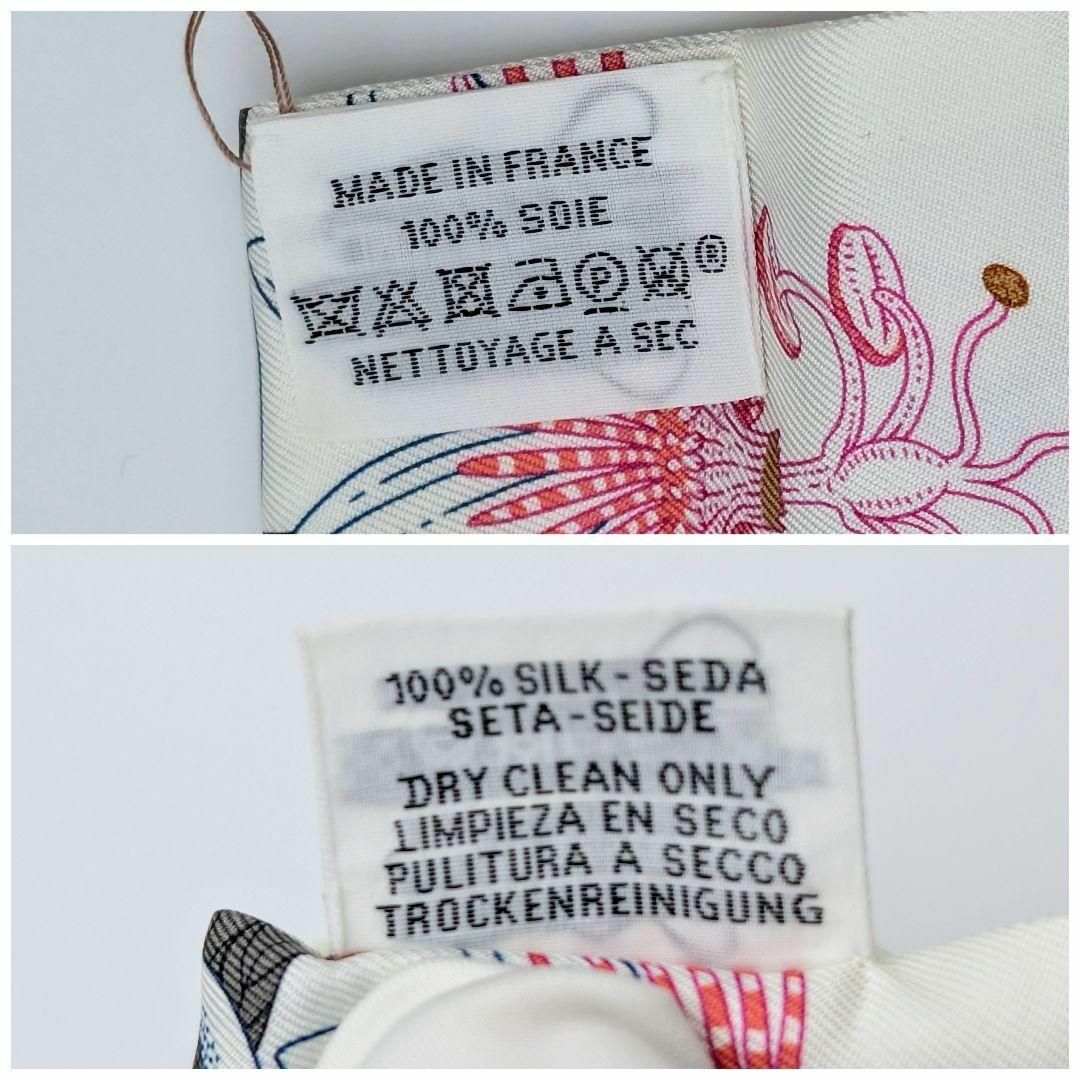 MADE IN FRANCE
100% SOIE
P ®
NETTOYAGE A SEC
100% SILK - SEDA
SETA - SEIDE
DRY CLEAN ONLY
LIMPIEZA EN SECO
PULITURA A SECCO
TROCKENREINIGUNG